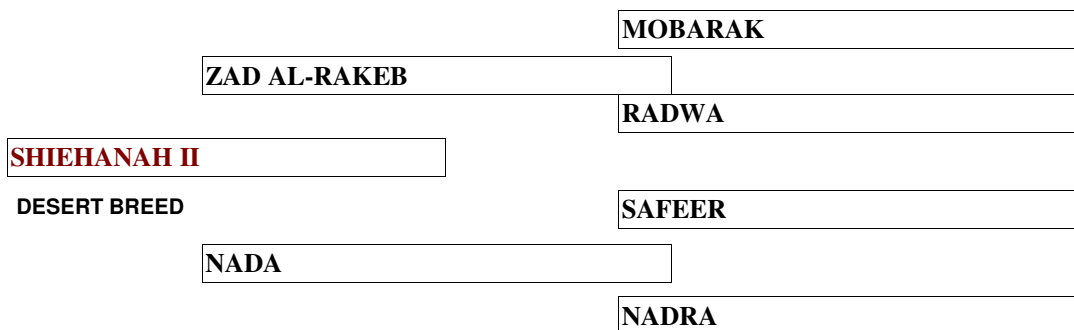 MOBARAK
ZAD AL-RAKEB
RADWA
SHIEHANAH II
DESERT BREED
SAFEER
NADA
NADRA